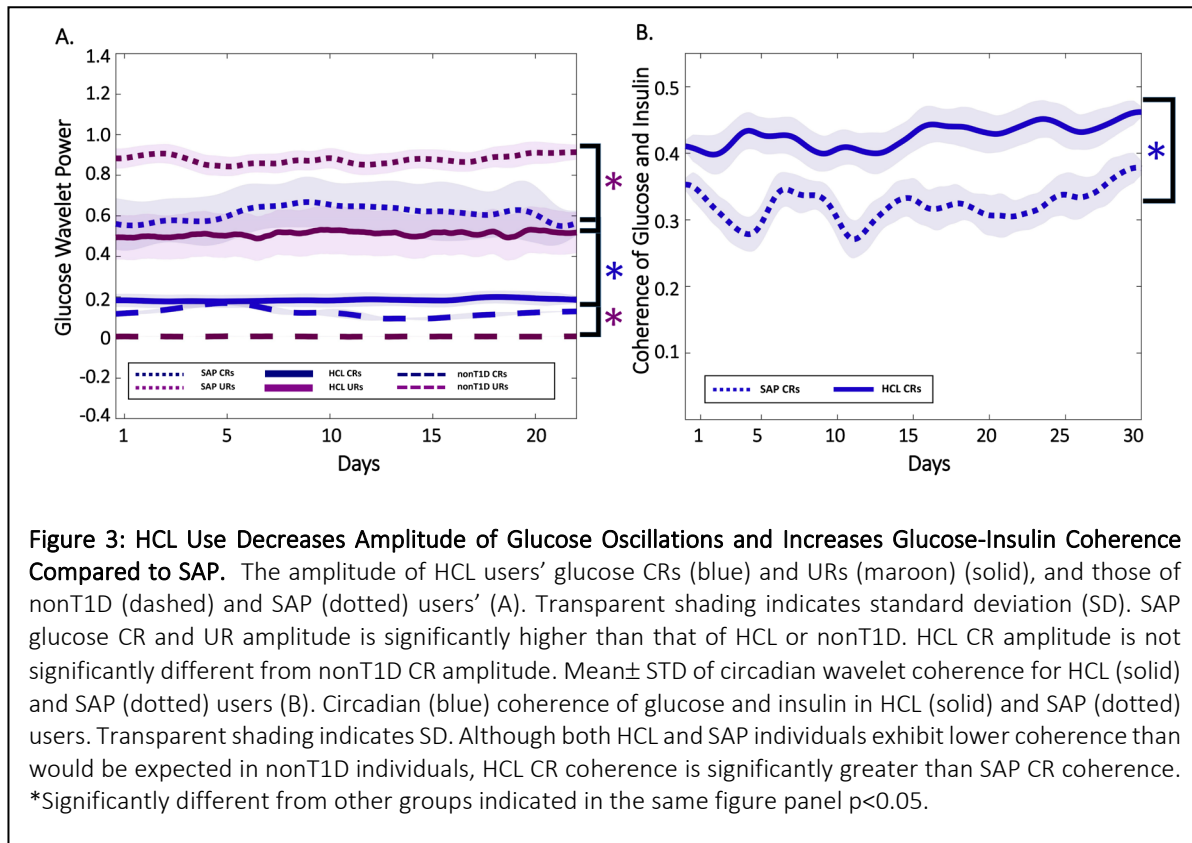 A.
1.4
1.2
1.0
0.8
0.6
0.4
0.2
0
-0.2
-0.4
Glucose Wavelet Power
*
*
*
SAP CRs HCL CRs nonT1D CRs
SAP URs HCL URs nonT1D URs
1 5 10 15 20
Days
B.
0.5
0.4
0.3
0.2
0.1
Coherence of Glucose and Insulin
*
SAP CRs HCL CRs
1 5 10 15 20 25 30
Days
Figure 3: HCL Use Decreases Amplitude of Glucose Oscillations and Increases Glucose-Insulin Coherence
Compared to SAP. The amplitude of HCL users’ glucose CRs (blue) and URs (maroon) (solid), and those of
nonT1D (dashed) and SAP (dotted) users’ (A). Transparent shading indicates standard deviation (SD). SAP
glucose CR and UR amplitude is significantly higher than that of HCL or nonT1D. HCL CR amplitude is not
significantly different from nonT1D CR amplitude. Mean± STD of circadian wavelet coherence for HCL (solid)
and SAP (dotted) users (B). Circadian (blue) coherence of glucose and insulin in HCL (solid) and SAP (dotted)
users. Transparent shading indicates SD. Although both HCL and SAP individuals exhibit lower coherence than
would be expected in nonT1D individuals, HCL CR coherence is significantly greater than SAP CR coherence.
*Significantly different from other groups indicated in the same figure panel p<0.05.